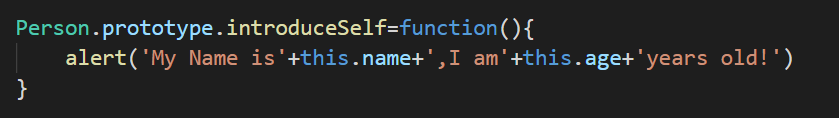 Person.prototype.introduceSelf=function(){
    alert('My Name is'+this.name+',I am'+this.age+'years old!')
}